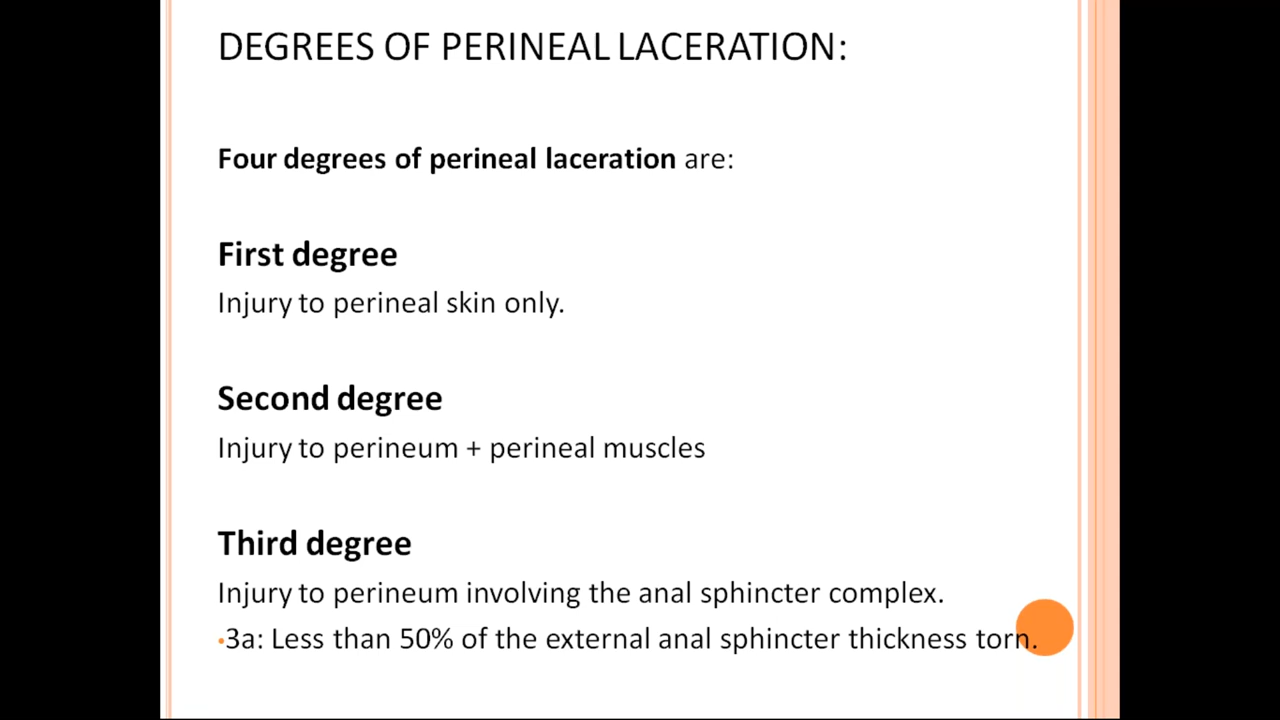 DEGREES OF PERINEAL LACERATION:
Four degrees of perineal laceration are:
First degree
Injury to perineal skin only.
Second degree
Injury to perineum + perineal muscles
Third degree
Injury to perineum involving the anal sphincter complex.
•3a: Less than 50% of the external anal sphincter thickness torn.